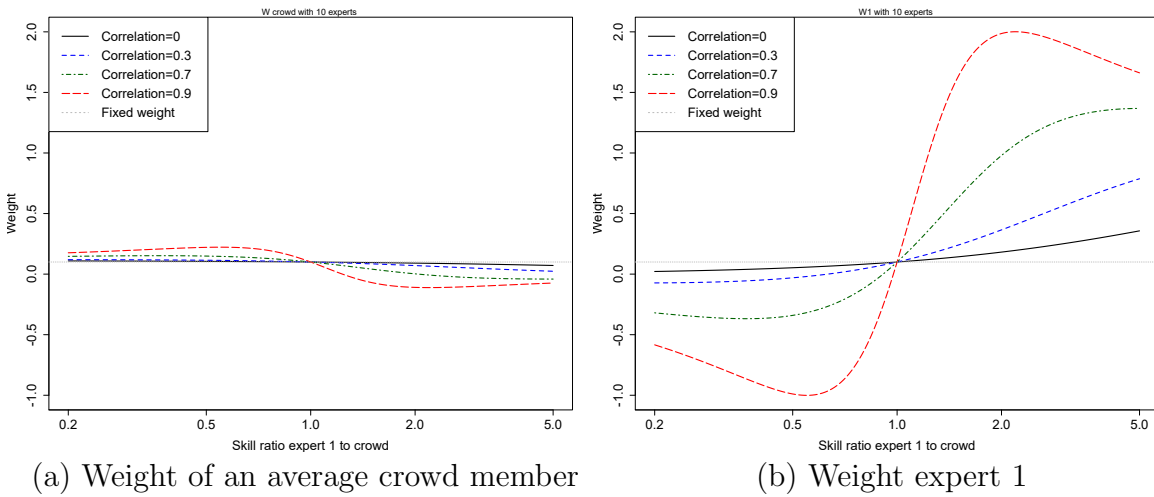 W crowd with 10 experts
Correlation=0
Correlation=0.3
Correlation=0.7
Correlation=0.9
Fixed weight
Weight
2.0
1.5
1.0
0.5
0.0
-0.5
-1.0
0.2 0.5 1.0 2.0 5.0
Skill ratio expert 1 to crowd
(a) Weight of an average crowd member
W1 with 10 experts
Correlation=0
Correlation=0.3
Correlation=0.7
Correlation=0.9
Fixed weight
Weight
2.0
1.5
1.0
0.5
0.0
-0.5
-1.0
0.2 0.5 1.0 2.0 5.0
Skill ratio expert 1 to crowd
(b) Weight expert 1